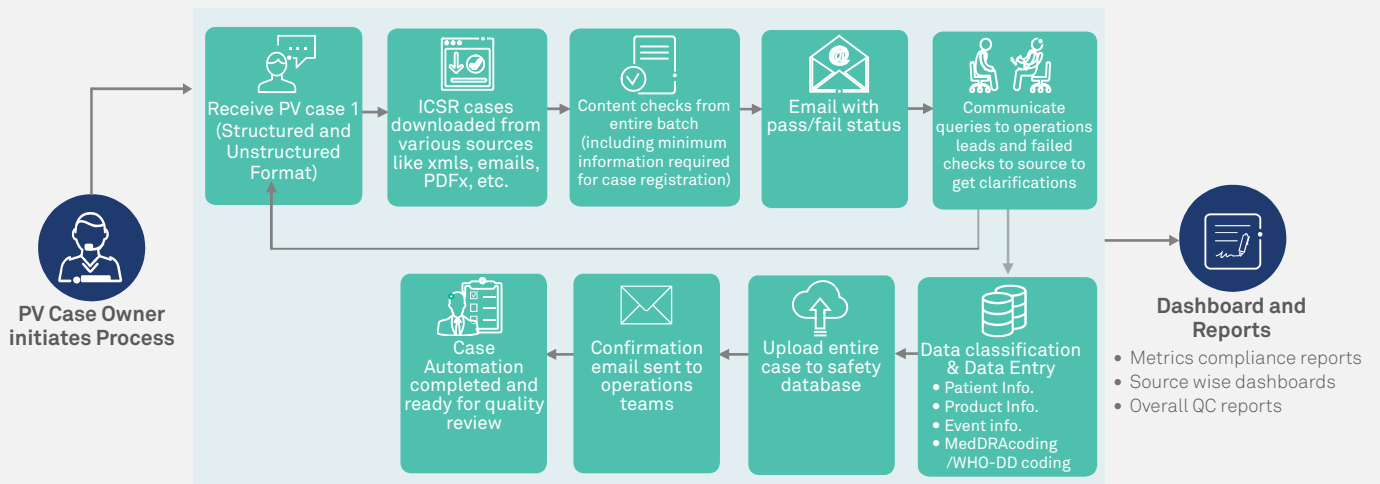 PV Case Owner
initiates Process
Receive PV case 1
(Structured and
Unstructured
Format)
ICSR cases
downloaded from
various sources
like xmls, emails,
PDFx, etc.
Content checks from
entire batch
(including minimum
information required
for case registration)
@
Email with
pass/fail status
Communicate
queries to operations
leads and failed
checks to source to
get clarifications
Data classification
& Data Entry
• Patient Info.
• Product Info.
• Event info.
• MedDRAcoding
/WHO-DD coding
Upload entire
case to safety
database
Confirmation
email sent to
operations
teams
Case
Automation
completed and
ready for quality
review
Dashboard and
Reports
• Metrics compliance reports
• Source wise dashboards
• Overall QC reports